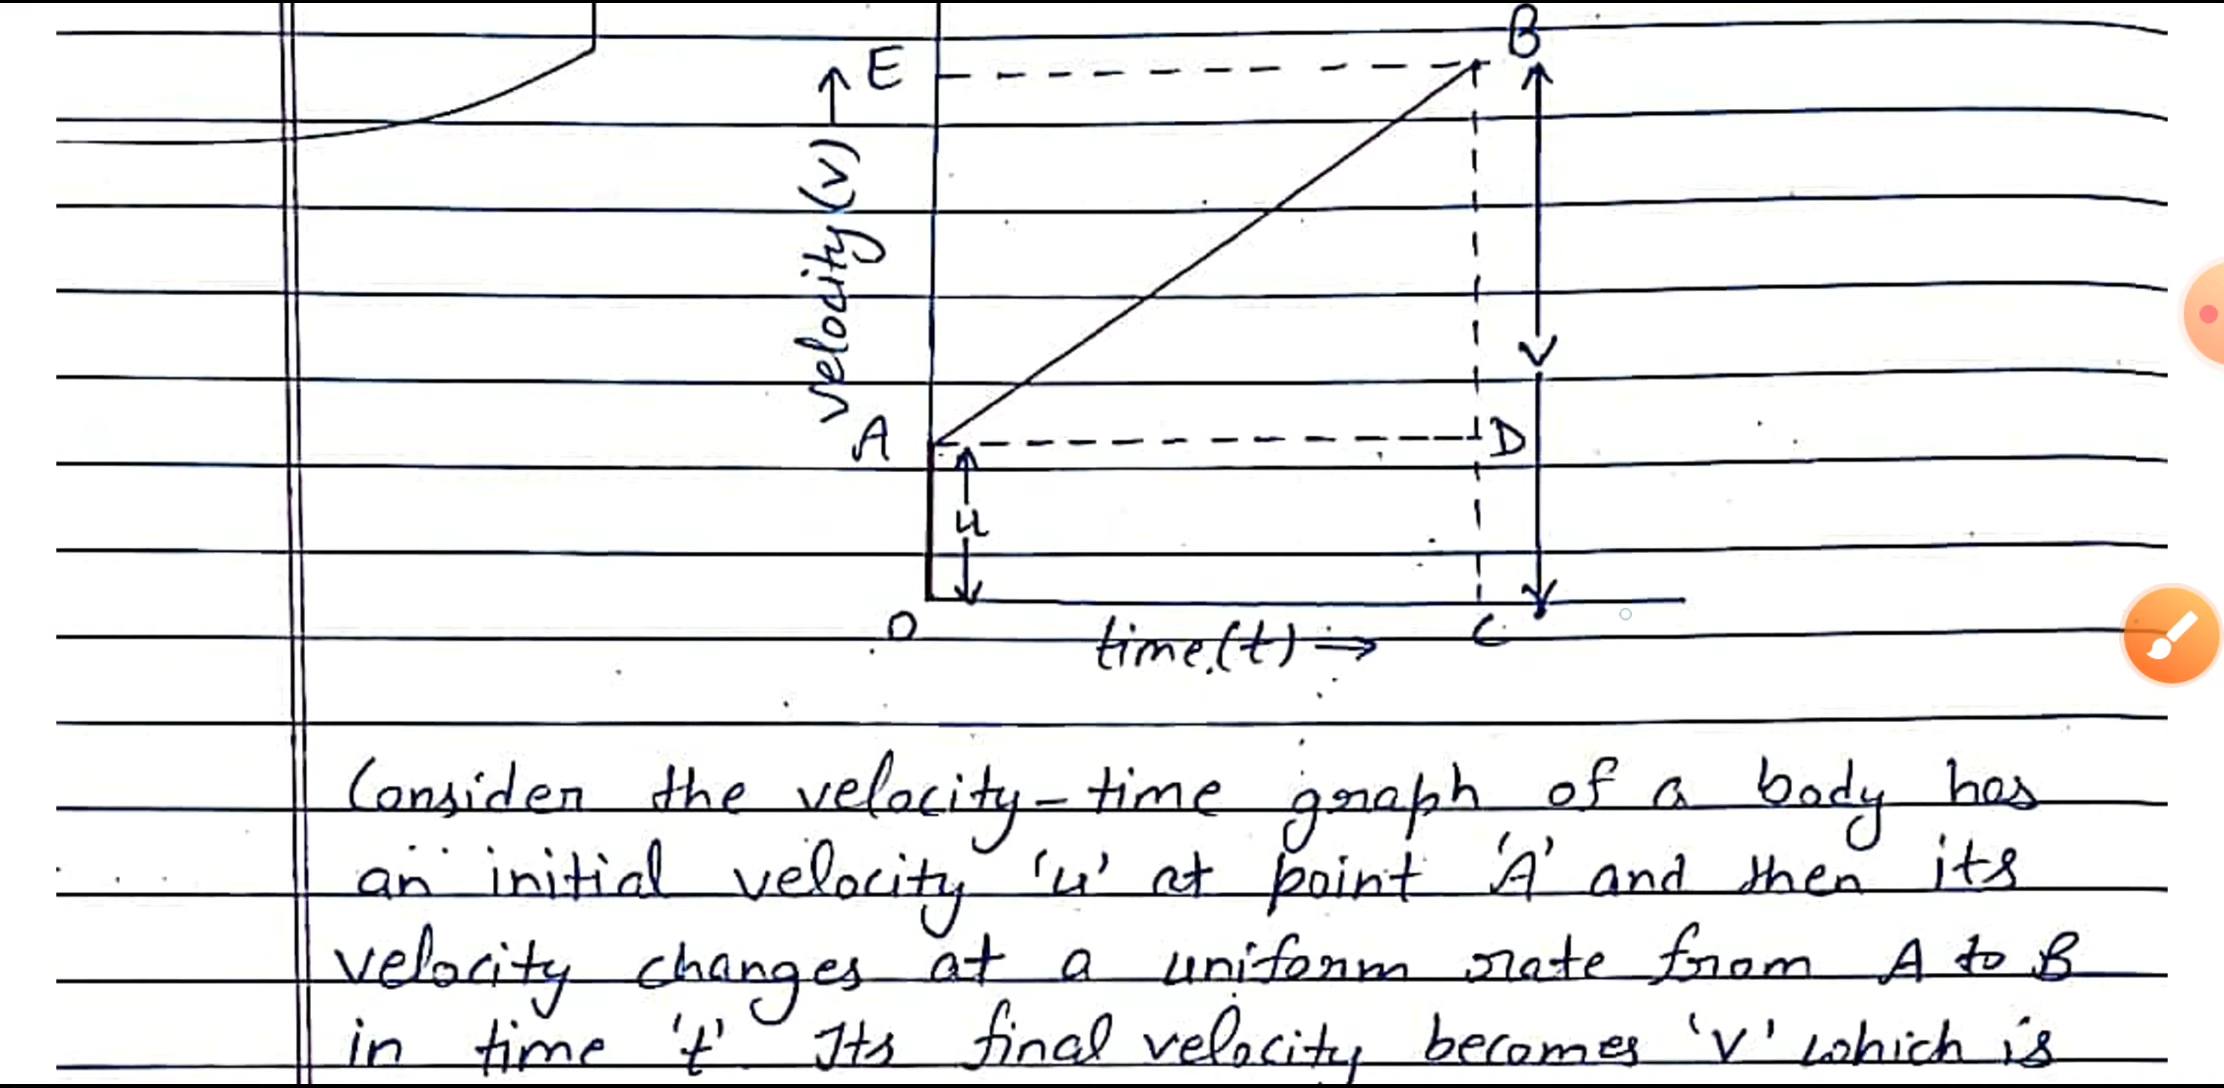 B
E
velocity (v)
A
D
V
u
O
time (t) →
C
Consider the velocity-time graph of a body has
an initial velocity 'u' at point 'A' and then its
velocity changes at a uniform rate from A to B
in time 't' Its final velocity becomes 'v' which is